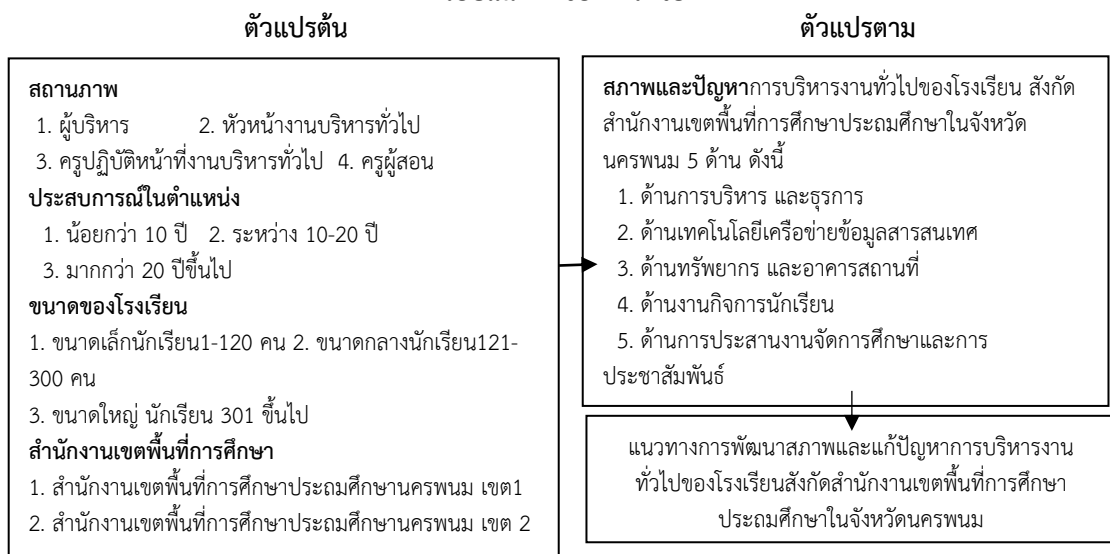 ตัวแปรต้น
สถานภาพ
1. ผู้บริหาร 2. หัวหน้างานบริหารทั่วไป
3. ครูปฏิบัติหน้าที่งานบริหารทั่วไป 4. ครูผู้สอน
ประสบการณ์ในตำแหน่ง
1. น้อยกว่า 10 ปี 2. ระหว่าง 10-20 ปี
3. มากกว่า 20 ปีขึ้นไป
ขนาดของโรงเรียน
1. ขนาดเล็กนักเรียน1-120 คน 2. ขนาดกลางนักเรียน121-
300 คน
3. ขนาดใหญ่ นักเรียน 301 ขึ้นไป
สำนักงานเขตพื้นที่การศึกษา
1. สำนักงานเขตพื้นที่การศึกษาประถมศึกษานครพนม เขต1
2. สำนักงานเขตพื้นที่การศึกษาประถมศึกษานครพนม เขต 2
ตัวแปรตาม
สภาพและปัญหาการบริหารงานทั่วไปของโรงเรียน สังกัด
สำนักงานเขตพื้นที่การศึกษาประถมศึกษาในจังหวัด
นครพนม 5 ด้าน ดังนี้
1. ด้านการบริหาร และธุรการ
2. ด้านเทคโนโลยีเครือข่ายข้อมูลสารสนเทศ
3. ด้านทรัพยากร และอาคารสถานที่
4. ด้านงานกิจการนักเรียน
5. ด้านการประสานงานจัดการศึกษาและการ
ประชาสัมพันธ์
แนวทางการพัฒนาสภาพและแก้ปัญหาการบริหารงาน
ทั่วไปของโรงเรียนสังกัดสำนักงานเขตพื้นที่การศึกษา
ประถมศึกษาในจังหวัดนครพนม